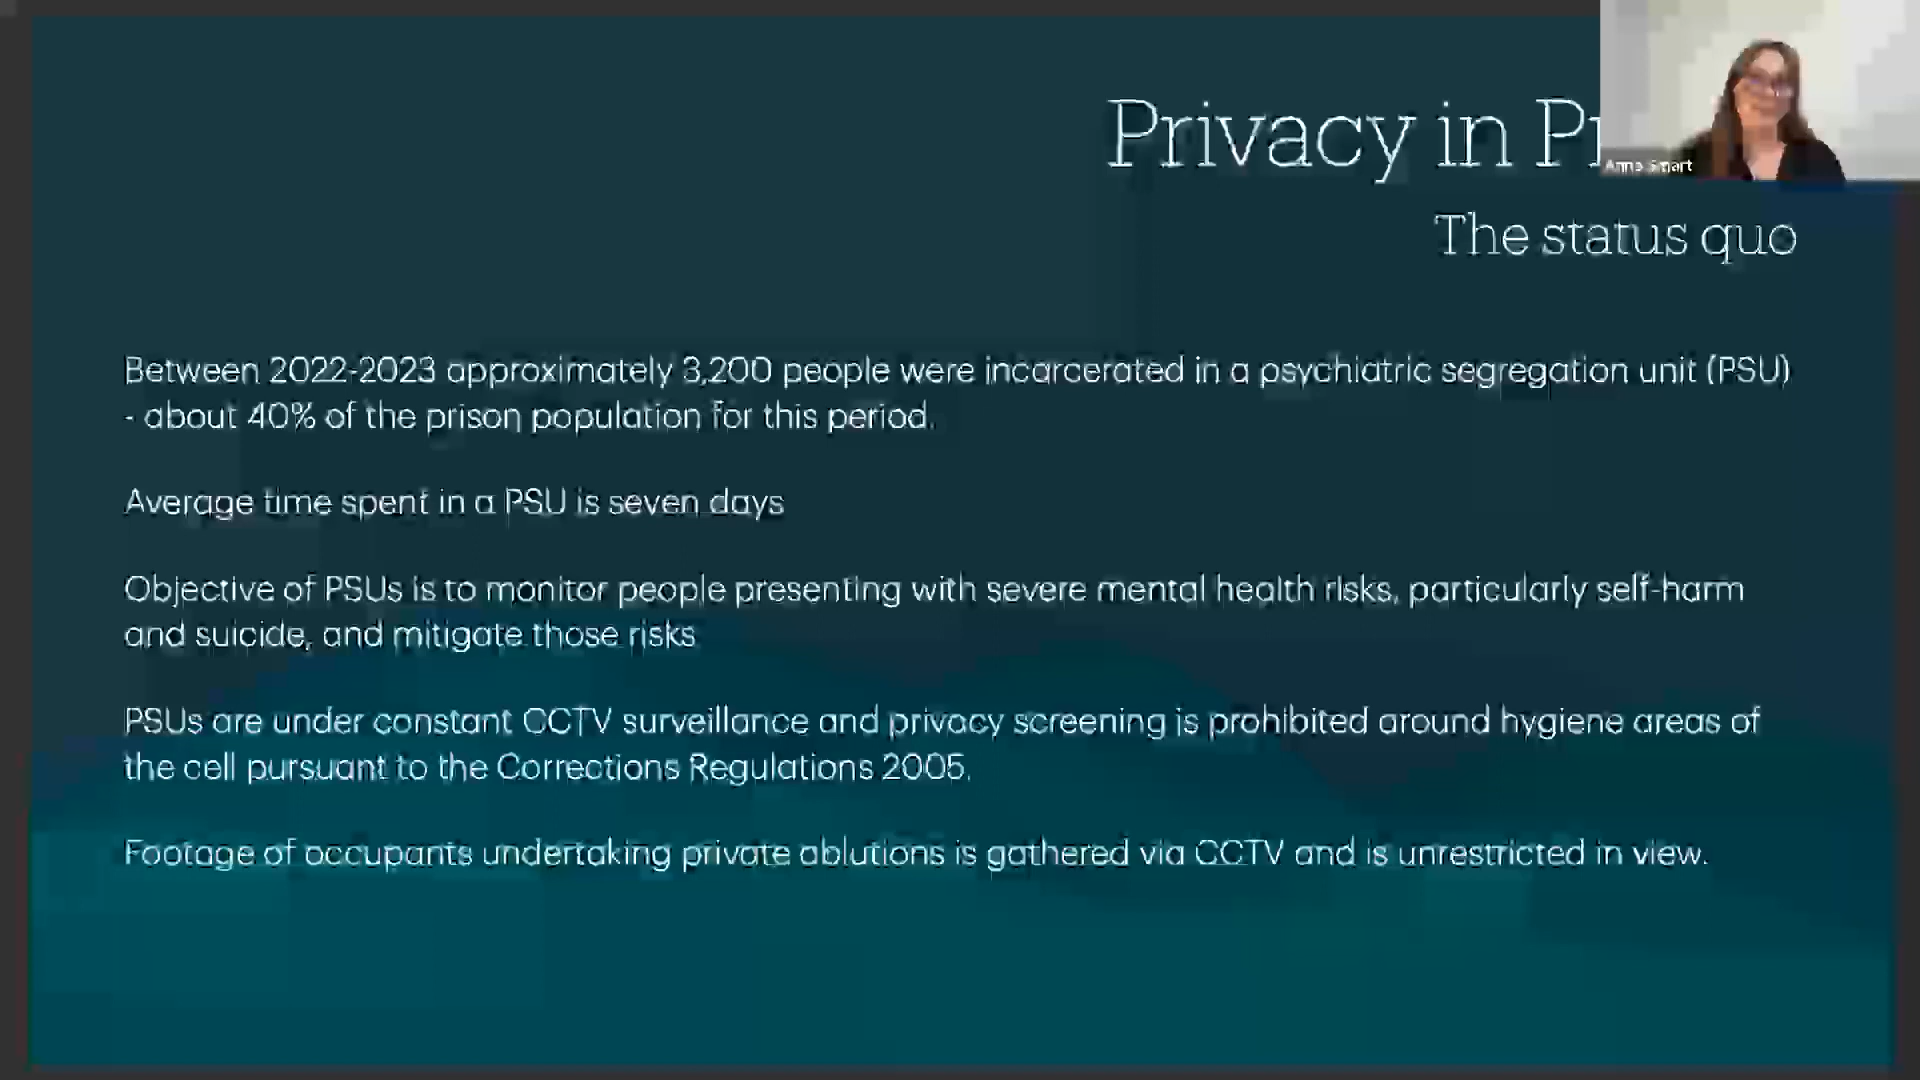 Privacy in
The status quo
Anna Smart
Between 2022-2023 approximately 3,200 people were incarcerated in a psychiatric segregation unit (PSU)
- about 40% of the prison population for this period.
Average time spent in a PSU is seven days
Objective of PSUs is to monitor people presenting with severe mental health risks, particularly self-harm
and suicide, and mitigate those risks
PSUs are under constant CCTV surveillance and privacy screening is prohibited around hygiene areas of
the cell pursuant to the Corrections Regulations 2005.
Footage of occupants undertaking private ablutions is gathered via CCTV and is unrestricted in view.